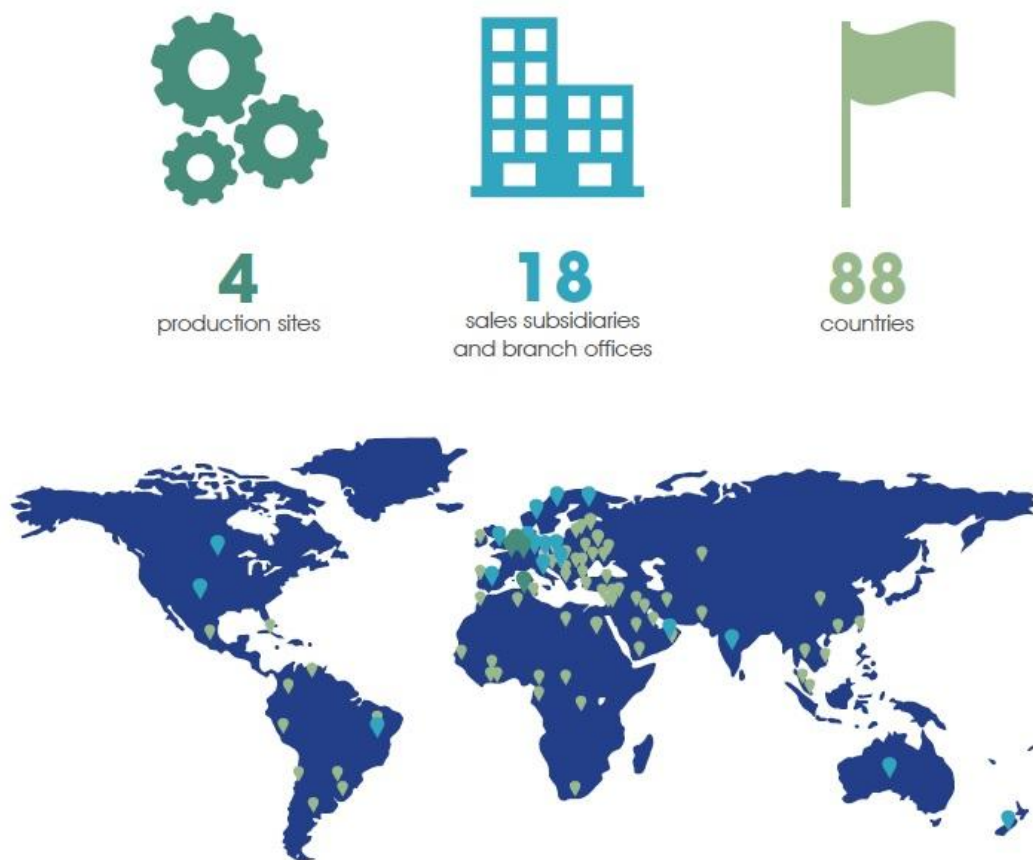 4
production sites
18
sales subsidiaries
and branch offices
88
countries